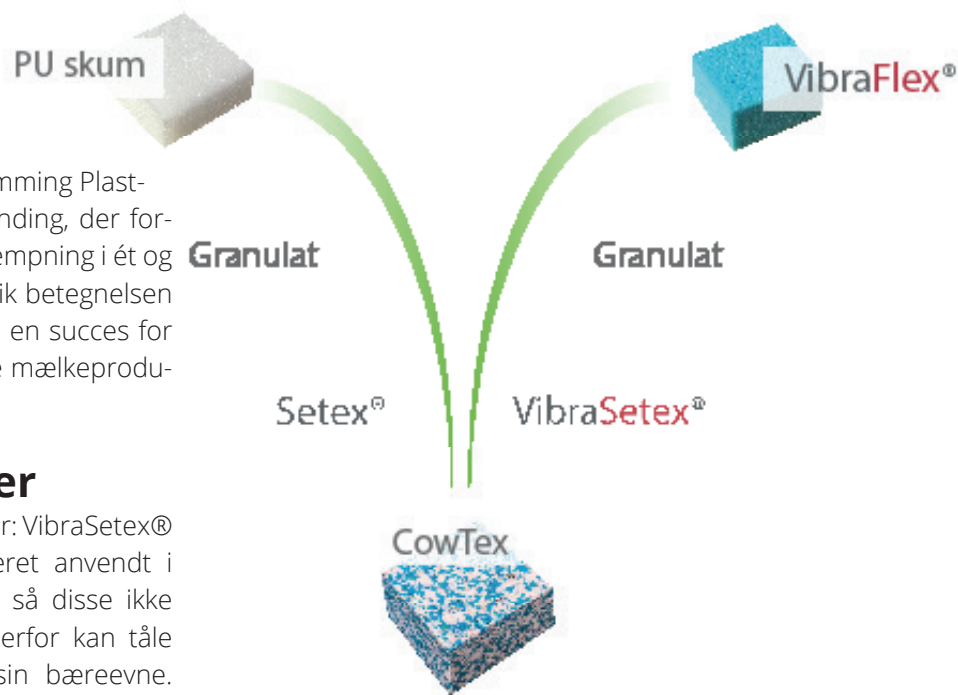 PU skum
VibraFlex®
mming Plast-
nding, der for-
empning i ét og
ik betegnelsen
en succes for
mælkeprodu-
Granulat
Granulat
Setex®
VibraSetex®
er
r: VibraSetex®
eret anvendt i
så disse ikke
erfor kan tåle
sin bæreevne.
CowTex